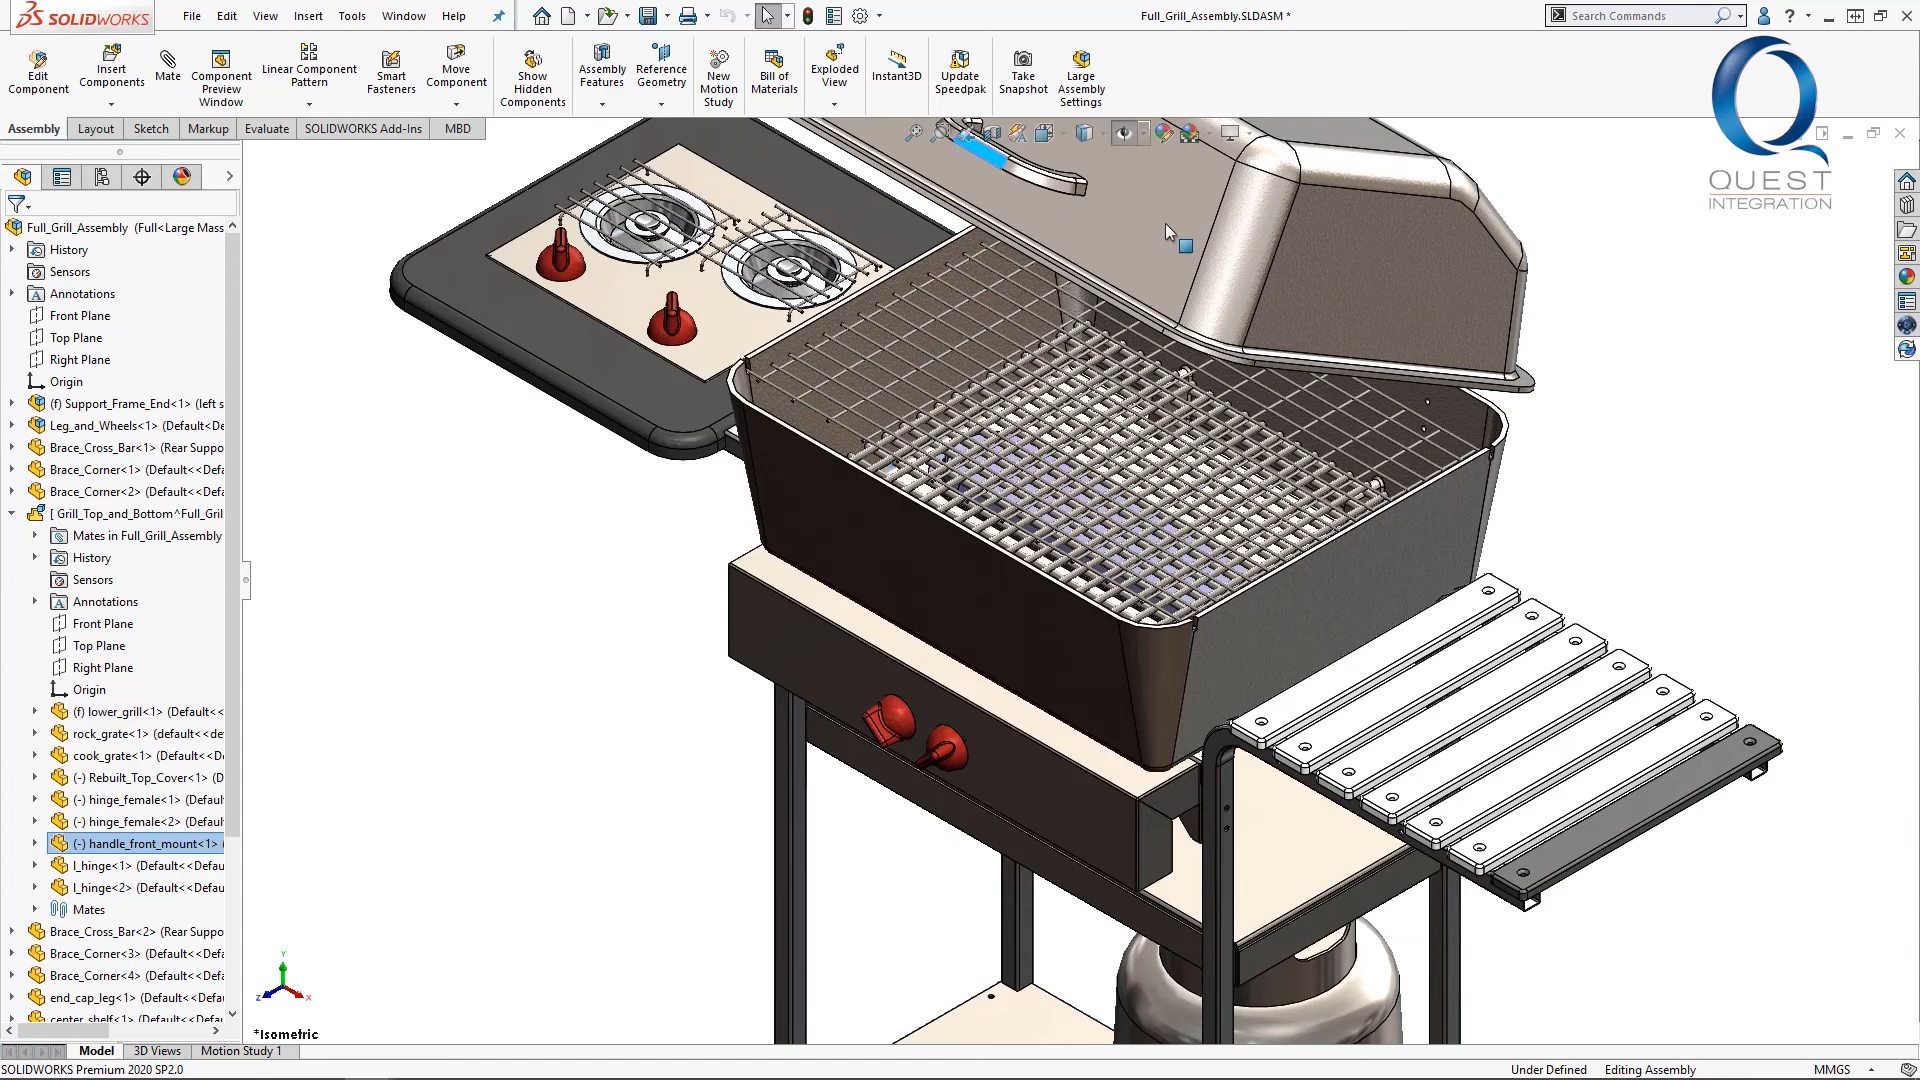 SOLIDWORKS
File Edit View Insert Tools Window Help
Full_Grill_Assembly.SLDASM *
Search Commands
Edit Component
Insert Components
Mate
Component Preview Window
Linear Component Pattern
Smart Fasteners
Move Component
Show Hidden Components
Assembly Features
Reference Geometry
New Motion Study
Bill of Materials
Exploded View
Instant3D
Update Speedpak
Take Snapshot
Large Assembly Settings
Assembly Layout Sketch Markup Evaluate SOLIDWORKS Add-Ins MBD
QUEST
INTEGRATION
Full_Grill_Assembly (Full<Large Mass
History
Sensors
Annotations
Front Plane
Top Plane
Right Plane
Origin
(f) Support_Frame_End<1> (left s
Leg_and_Wheels<1> (Default<De
Brace_Cross_Bar<1> (Rear Suppo
Brace_Corner<1> (Default<<Defa
Brace_Corner<2> (Default<<Defa
[ Grill_Top_and_Bottom^Full_Gril
Mates in Full_Grill_Assembly
History
Sensors
Annotations
Front Plane
Top Plane
Right Plane
Origin
(f) lower_grill<1> (Default<<
rock_grate<1> (default<<de
cook_grate<1> (Default<<De
(-) Rebuilt_Top_Cover<1> (D
(-) hinge_female<1> (Defaul
(-) hinge_female<2> (Defaul
(-) handle_front_mount<1> (
l_hinge<1> (Default<<Defau
l_hinge<2> (Default<<Defau
Mates
Brace_Cross_Bar<2> (Rear Suppo
Brace_Corner<3> (Default<<Defa
Brace_Corner<4> (Default<<Defa
end_cap_leg<1> (Default<<Defau
center_shelf<1> (Default<<Defau
Y
Z X
*Isometric
Model 3D Views Motion Study 1
SOLIDWORKS Premium 2020 SP2.0
Under Defined Editing Assembly MMGS